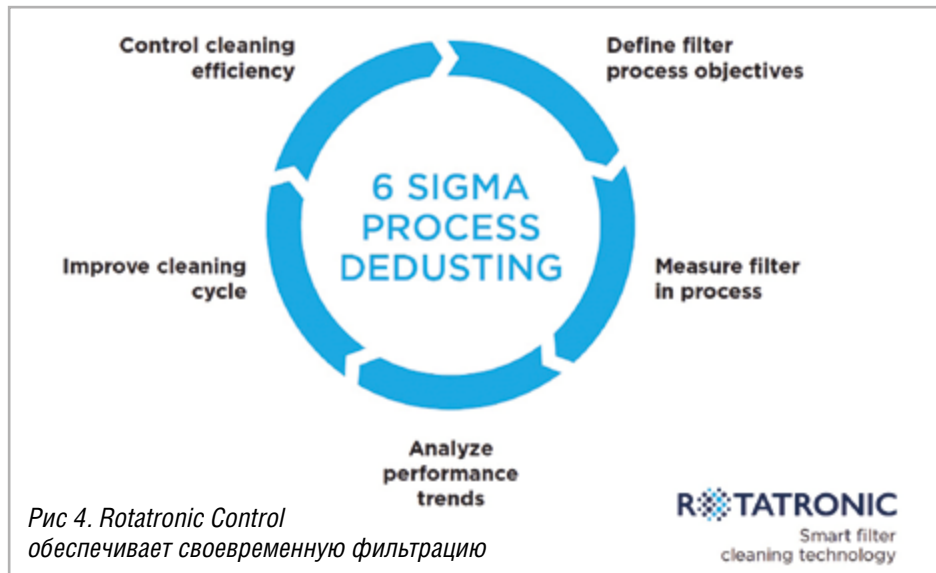 Control cleaning
efficiency
Define filter
process objectives
6 SIGMA
PROCESS
DEDUSTING
Improve cleaning
cycle
Measure filter
in process
Analyze
performance
trends
Рис 4. Rotatronic Control
обеспечивает своевременную фильтрацию
ROTATRONIC
Smart filter
cleaning technology